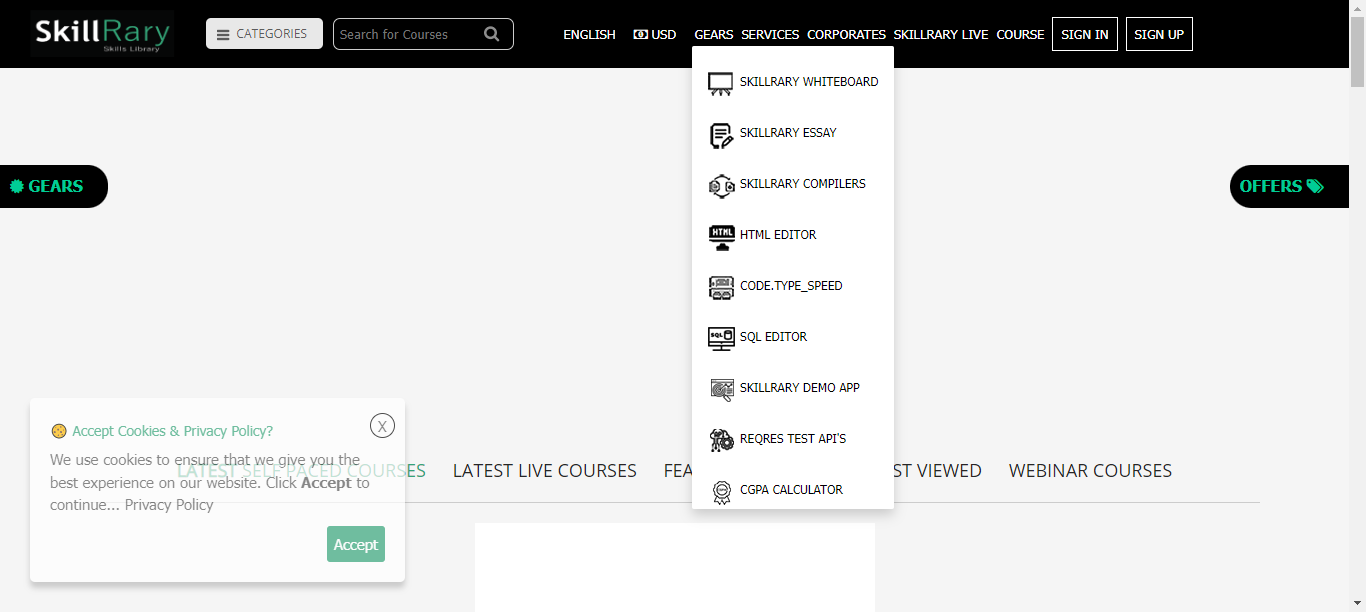 SkillRary
Skills Library
CATEGORIES
Search for Courses
ENGLISH
USD
GEARS
SERVICES
CORPORATES
SKILLRARY LIVE
COURSE
SIGN IN
SIGN UP
SKILLRARY WHITEBOARD
SKILLRARY ESSAY
SKILLRARY COMPILERS
HTML
HTML EDITOR
CODE.TYPE_SPEED
SQL
SQL EDITOR
SKILLRARY DEMO APP
REQRES TEST API'S
CGPA CALCULATOR
GEARS
OFFERS
Accept Cookies & Privacy Policy?
X
We use cookies to ensure that we give you the
best experience on our website. Click Accept to
continue... Privacy Policy
Accept
LATEST SELF PACED COURSES
LATEST LIVE COURSES
FEA
ST VIEWED
WEBINAR COURSES